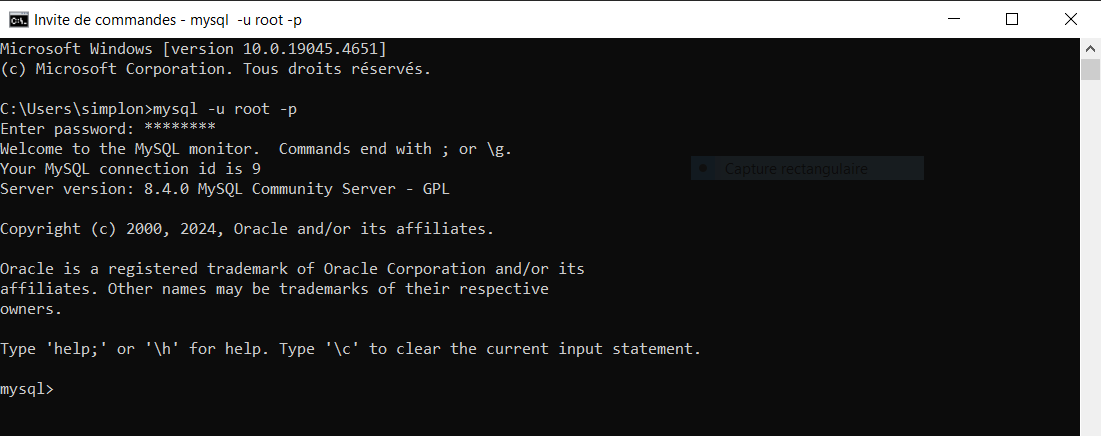 Invite de commandes - mysql  -u root -p
Microsoft Windows [version 10.0.19045.4651]
(c) Microsoft Corporation. Tous droits réservés.
C:\Users\simplon>mysql -u root -p
Enter password: ********
Welcome to the MySQL monitor.  Commands end with ; or \g.
Your MySQL connection id is 9
Capture rectangulaire
Server version: 8.4.0 MySQL Community Server - GPL
Copyright (c) 2000, 2024, Oracle and/or its affiliates.
Oracle is a registered trademark of Oracle Corporation and/or its
affiliates. Other names may be trademarks of their respective
owners.
Type 'help;' or '\h' for help. Type '\c' to clear the current input statement.
mysql>